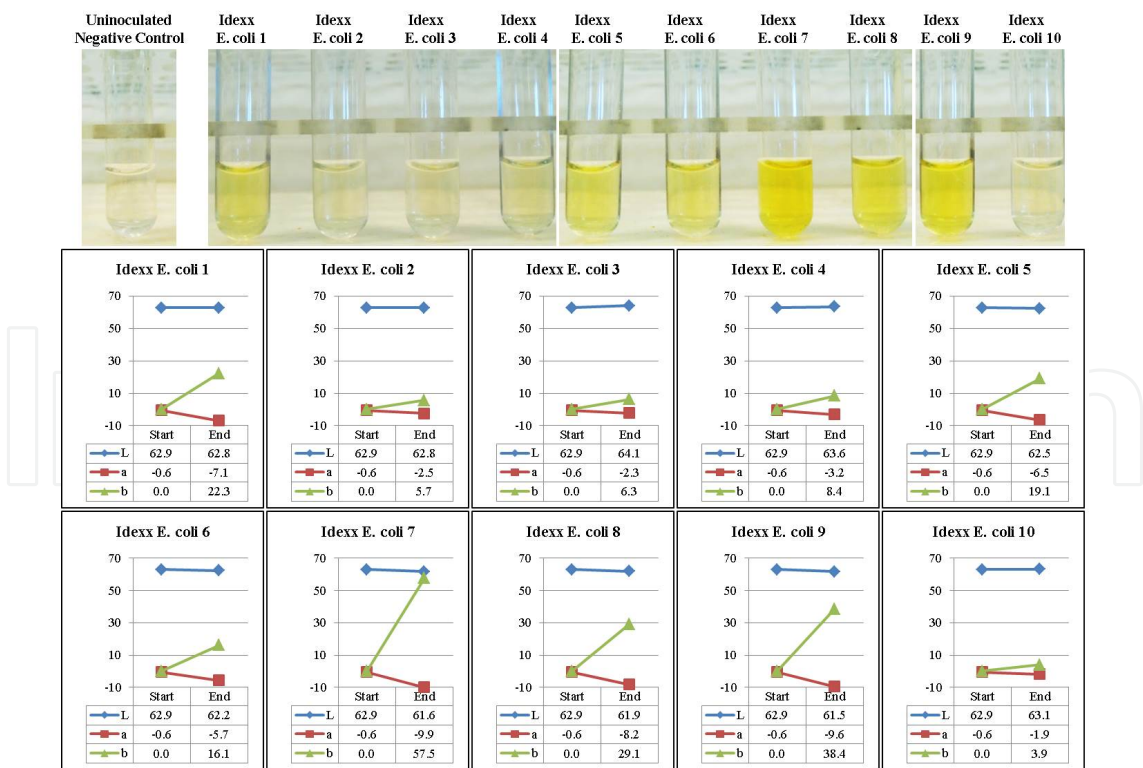 Uninoculated
Negative Control
Idexx
E. coli 1
Idexx
E. coli 2
Idexx
E. coli 3
Idexx
E. coli 4
Idexx
E. coli 5
Idexx
E. coli 6
Idexx
E. coli 7
Idexx
E. coli 8
Idexx
E. coli 9
Idexx
E. coli 10
Idexx E. coli 1
70
50
30
10
-10
Start End
L 62.9 62.8
a -0.6 -7.1
b 0.0 22.3
Idexx E. coli 2
70
50
30
10
-10
Start End
L 62.9 62.8
a -0.6 -2.5
b 0.0 5.7
Idexx E. coli 3
70
50
30
10
-10
Start End
L 62.9 64.1
a -0.6 -2.3
b 0.0 6.3
Idexx E. coli 4
70
50
30
10
-10
Start End
L 62.9 63.6
a -0.6 -3.2
b 0.0 8.4
Idexx E. coli 5
70
50
30
10
-10
Start End
L 62.9 62.5
a -0.6 -6.5
b 0.0 19.1
Idexx E. coli 6
70
50
30
10
-10
Start End
L 62.9 62.2
a -0.6 -5.7
b 0.0 16.1
Idexx E. coli 7
70
50
30
10
-10
Start End
L 62.9 61.6
a -0.6 -9.9
b 0.0 57.5
Idexx E. coli 8
70
50
30
10
-10
Start End
L 62.9 61.9
a -0.6 -8.2
b 0.0 29.1
Idexx E. coli 9
70
50
30
10
-10
Start End
L 62.9 61.5
a -0.6 -9.6
b 0.0 38.4
Idexx E. coli 10
70
50
30
10
-10
Start End
L 62.9 63.1
a -0.6 -1.9
b 0.0 3.9